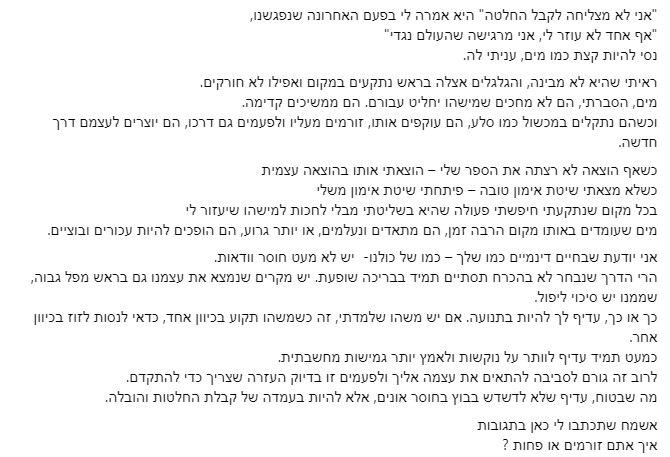 "אני לא מצליחה לקבל החלטה" היא אמרה לי בפעם האחרונה שנפגשנו,
"אף אחד לא עוזר לי, אני מרגישה שהעולם נגדי"
נסי להיות קצת כמו מים, עניתי לה.
ראיתי שהיא לא מבינה, והגלגלים אצלה בראש נתקעים במקום ואפילו לא חורקים.
מים, הסברתי, הם לא מחכים שמישהו יחליט עבורם. הם ממשיכים קדימה.
וכשהם נתקלים במכשול כמו סלע, הם עוקפים אותו, זורמים מעליו ולפעמים גם דרכו, הם יוצרים לעצמם דרך
חדשה.
כשאף הוצאה לא רצתה את הספר שלי – הוצאתי אותו בהוצאה עצמית
כשלא מצאתי שיטת אימון טובה – פיתחתי שיטת אימון משלי
בכל מקום שנתקעתי חיפשתי פעולה שהיא בשליטתי מבלי לחכות למישהו שיעזור לי
מים שעומדים באותו מקום הרבה זמן, הם מתאדים ונעלמים, או יותר גרוע, הם הופכים להיות עכורים ובוציים.
אני יודעת שבחיים דינמיים כמו שלך – כמו של כולנו- יש לא מעט חוסר וודאות.
הרי הדרך שנבחר לא בהכרח תסתיים תמיד בבריכה שופעת. יש מקרים שנמצא את עצמנו גם בראש מפל גבוה,
שממנו יש סיכוי ליפול.
כך או כך, עדיף לך להיות בתנועה. אם יש משהו שלמדתי, זה כשמשהו תקוע בכיוון אחד, כדאי לנסות לזוז בכיוון
אחר.
כמעט תמיד עדיף לוותר על נוקשות ולאמץ יותר גמישות מחשבתית.
לרוב זה גורם לסביבה להתאים את עצמה אליך ולפעמים זו בדיוק העזרה שצריך כדי להתקדם.
מה שבטוח, עדיף שלא לדשדש בבוץ בחוסר אונים, אלא להיות בעמדה של קבלת החלטות והובלה.
אשמח שתכתבו לי כאן בתגובות
איך אתם זורמים או פחות ?